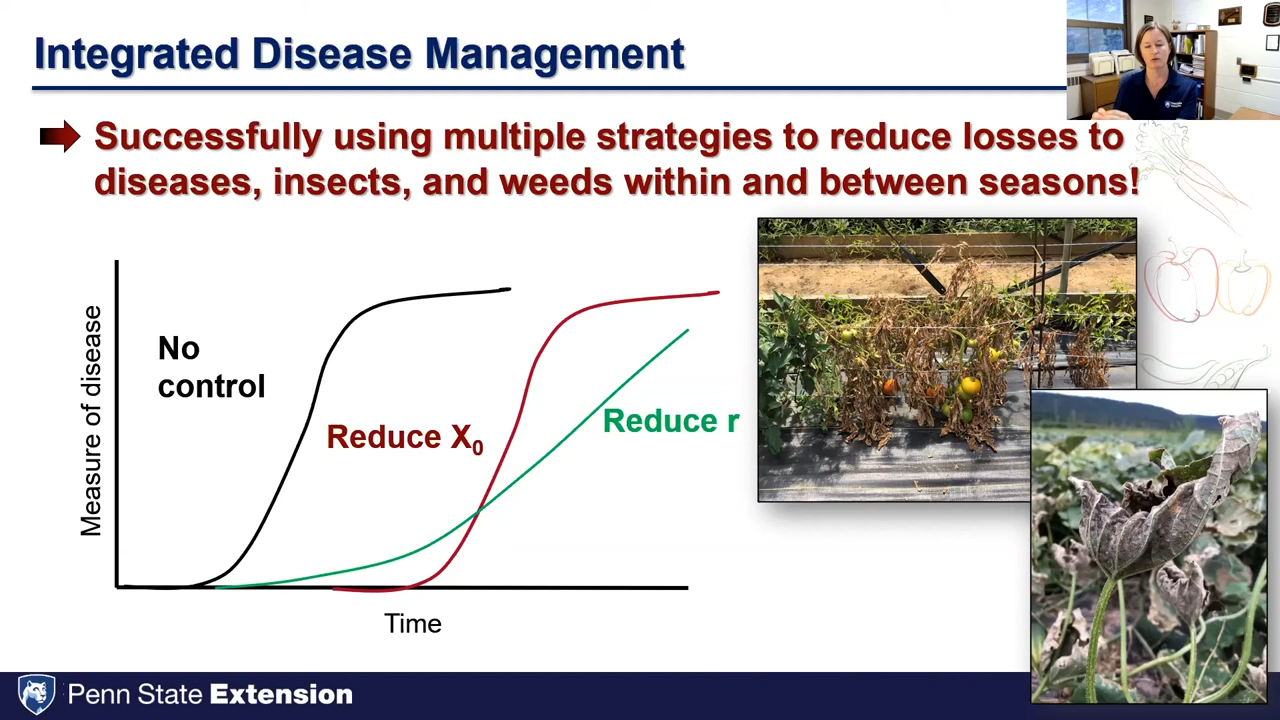 Integrated Disease Management
Successfully using multiple strategies to reduce losses to
diseases, insects, and weeds within and between seasons!
Measure of disease
No
control
Reduce X₀
Reduce r
Time
Penn State Extension